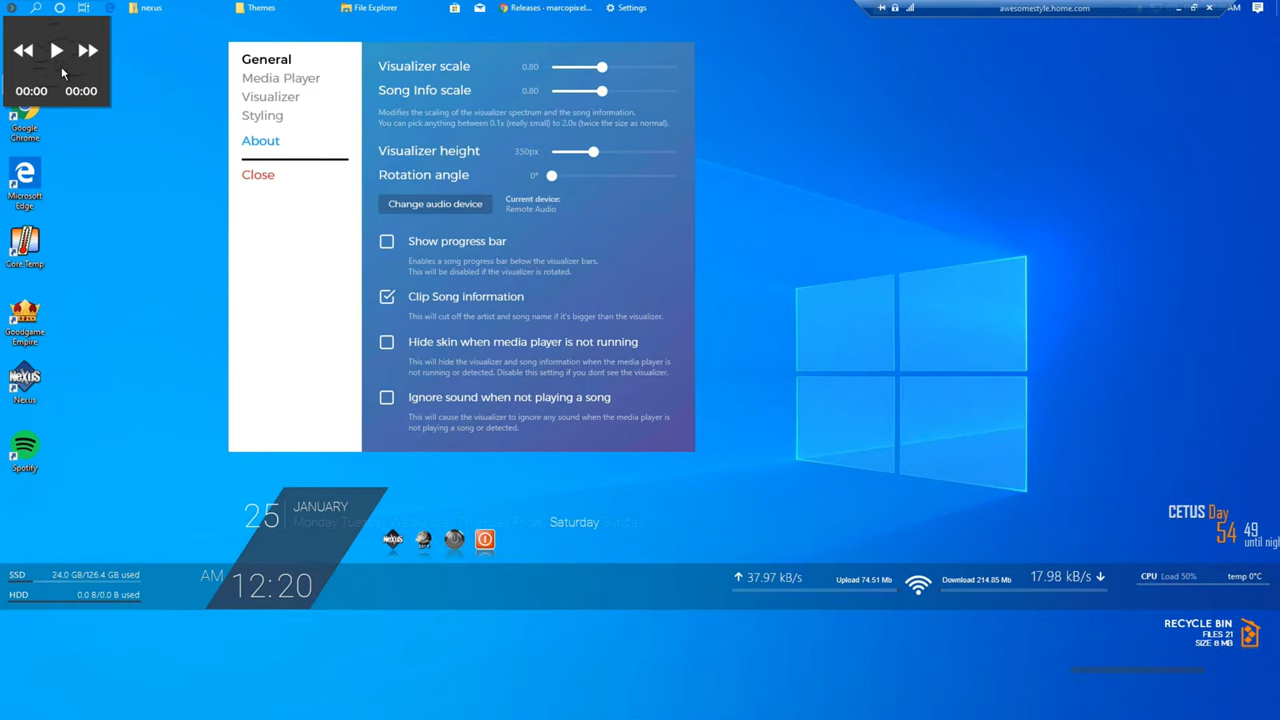 nexus
Themes
File Explorer
Releases - marcopixel...
Settings
awesomestyle.home.com
AM
00:00
00:00
Google
Chrome
Microsoft
Edge
Core Temp
Goodgame
Empire
NEXUS
Nexus
Spotify
General
Media Player
Visualizer
Styling
About
Close
Visualizer scale
0.80
Song Info scale
0.80
Modifies the scaling of the visualizer spectrum and the song information.
You can pick anything between 0.1x (really small) to 2.0x (twice the size as normal).
Visualizer height
350px
Rotation angle
0°
Change audio device
Current device:
Remote Audio
Show progress bar
Enables a song progress bar below the visualizer bars.
This will be disabled if the visualizer is rotated.
Clip Song information
This will cut off the artist and song name if it's bigger than the visualizer.
Hide skin when media player is not running
This will hide the visualizer and song information when the media player is
not running or detected. Disable this setting if you dont see the visualizer.
Ignore sound when not playing a song
This will cause the visualizer to ignore any sound when the media player is
not playing a song or detected.
25
JANUARY
Monday Tuesday Wednesday Thursday Friday Saturday Sunday
NEXUS
AM
12:20
SSD
24.0 GB/126.4 GB used
HDD
0.0 B/0.0 B used
37.97 kB/s
Upload 74.51 Mb
Download 214.85 Mb
17.98 kB/s
CPU Load 50%
temp 0°C
CETUS Day
54
49
until nigh
RECYCLE BIN
FILES 21
SIZE 8 MB